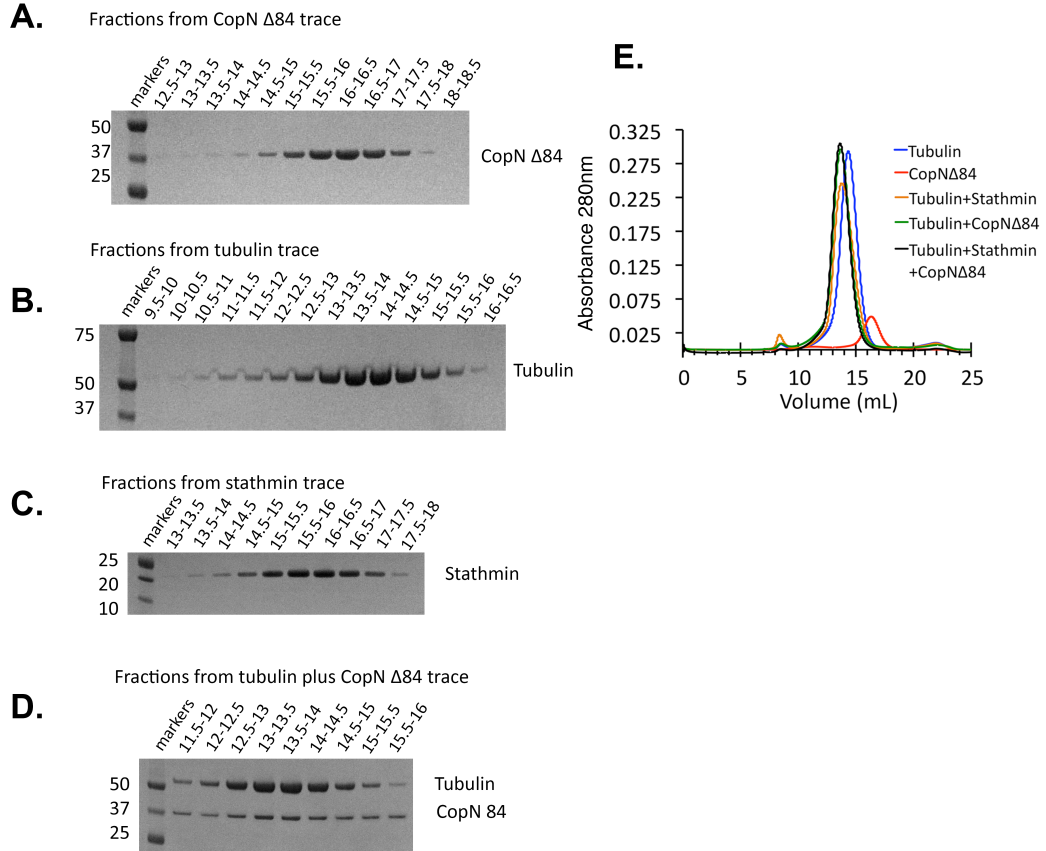 A.
Fractions from CopN Δ84 trace
markers 12.5-13 13-13.5 13.5-14 14-14.5 14.5-15 15-15.5 15.5-16 16-16.5 16.5-17 17-17.5 17.5-18 18-18.5
50
37
25
CopN Δ84
B.
Fractions from tubulin trace
markers 9.5-10 10-10.5 10.5-11 11-11.5 11.5-12 12-12.5 12.5-13 13-13.5 13.5-14 14-14.5 14.5-15 15-15.5 15.5-16 16-16.5
75
50
37
Tubulin
C.
Fractions from stathmin trace
markers 13-13.5 13.5-14 14-14.5 14.5-15 15-15.5 15.5-16 16-16.5 16.5-17 17-17.5 17.5-18
25
20
10
Stathmin
D.
Fractions from tubulin plus CopN Δ84 trace
markers 11.5-12 12-12.5 12.5-13 13-13.5 13.5-14 14-14.5 14.5-15 15-15.5 15.5-16
50
37
25
Tubulin
CopN 84
E.
Absorbance 280nm
0.325
0.275
0.225
0.175
0.125
0.075
0.025
0 5 10 15 20 25
Volume (mL)
Tubulin
CopNΔ84
Tubulin+Stathmin
Tubulin+CopNΔ84
Tubulin+Stathmin
+CopNΔ84